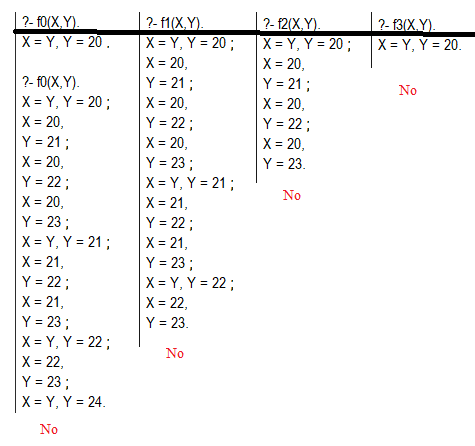 ?- f0(X,Y).
X = Y, Y = 20 .
?- f0(X,Y).
X = Y, Y = 20 ;
X = 20,
Y = 21 ;
X = 20,
Y = 22 ;
X = 20,
Y = 23 ;
X = Y, Y = 21 ;
X = 21,
Y = 22 ;
X = 21,
Y = 23 ;
X = Y, Y = 22 ;
X = 22,
Y = 23 ;
X = Y, Y = 24.
No
?- f1(X,Y).
X = Y, Y = 20 ;
X = 20,
Y = 21 ;
X = 20,
Y = 22 ;
X = 20,
Y = 23 ;
X = Y, Y = 21 ;
X = 21,
Y = 22 ;
X = 21,
Y = 23 ;
X = Y, Y = 22 ;
X = 22,
Y = 23.
No
?- f2(X,Y).
X = Y, Y = 20 ;
X = 20,
Y = 21 ;
X = 20,
Y = 22 ;
X = 20,
Y = 23.
No
?- f3(X,Y).
X = Y, Y = 20.
No